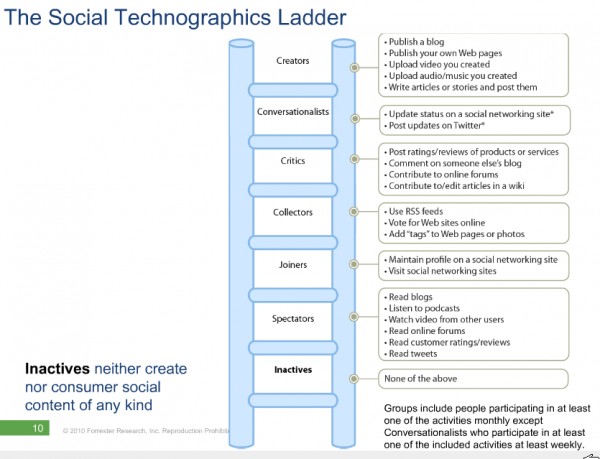 The Social Technographics Ladder
Creators
• Publish a blog
• Publish your own Web pages
• Upload video you created
• Upload audio/music you created
• Write articles or stories and post them
Conversationalists
• Update status on a social networking site*
• Post updates on Twitter*
Critics
• Post ratings/reviews of products or services
• Comment on someone else's blog
• Contribute to online forums
• Contribute to/edit articles in a wiki
Collectors
• Use RSS feeds
• Vote for Web sites online
• Add "tags" to Web pages or photos
Joiners
• Maintain profile on a social networking site
• Visit social networking sites
Spectators
• Read blogs
• Listen to podcasts
• Watch video from other users
• Read online forums
• Read customer ratings/reviews
• Read tweets
Inactives
None of the above
Inactives neither create
nor consumer social
content of any kind
Groups include people participating in at least
one of the activities monthly except
Conversationalists who participate in at least
one of the included activities at least weekly.
10
© 2010 Forrester Research, Inc. Reproduction Prohibite